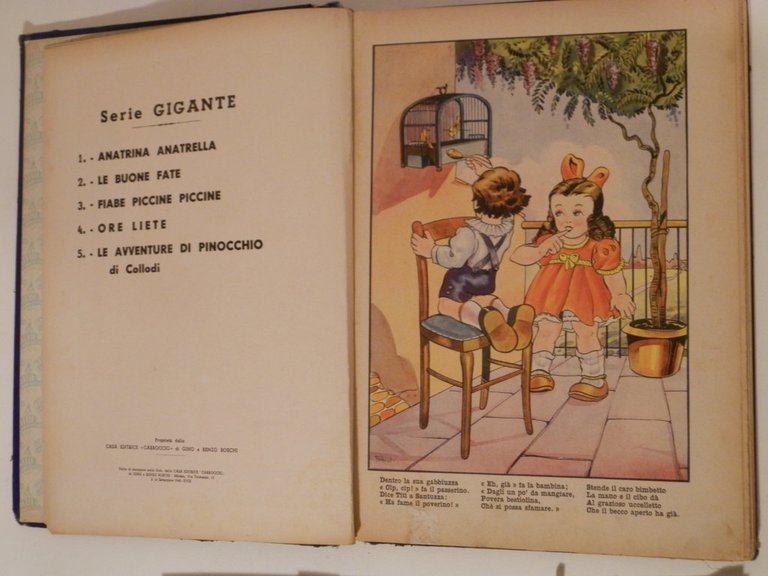 Serie GIGANTE
1. - ANATRINA ANATRELLA
2. - LE BUONE FATE
3. - FIABE PICCINE PICCINE
4. - ORE LIETE
5. - LE AVVENTURE DI PINOCCHIO
di Collodi
Proprietà della
CASA EDITRICE «CARROCCIO» di GINO e RENZO BOSCHI
Dentro la sua gabbiuzza
« Cip, cip! » fa il passerino.
Dice Titì a Santuzza:
« Ha fame il poverino! »
« Eh, già » fa la bambina;
« Dagli un po' da mangiare,
Povera bestiolina,
Chè si possa sfamare. »
Stende il caro bimbetto
La mano e il cibo dà
Al grazioso uccelletto
Che il becco aperto ha già.